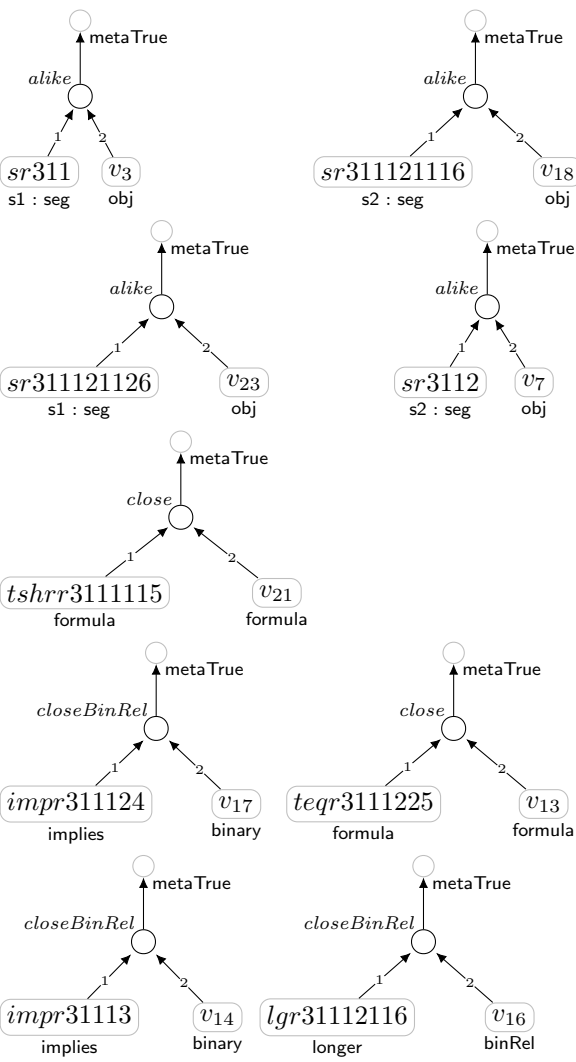 metaTrue metaTrue
alike alike
1 2 1 2
sr311 v3 sr311121116 v18
s1 : seg obj s2 : seg obj
metaTrue metaTrue
alike alike
1 2 1 2
sr311121126 v23 sr3112 v7
s1 : seg obj s2 : seg obj
metaTrue
close
1 2
tshrr3111115 v21
formula formula
metaTrue metaTrue
closeBinRel close
1 2 1 2
impr311124 v17 teqr3111225 v13
implies binary formula formula
metaTrue metaTrue
closeBinRel closeBinRel
1 2 1 2
impr31113 v14 lgr31112116 v16
implies binary longer binRel